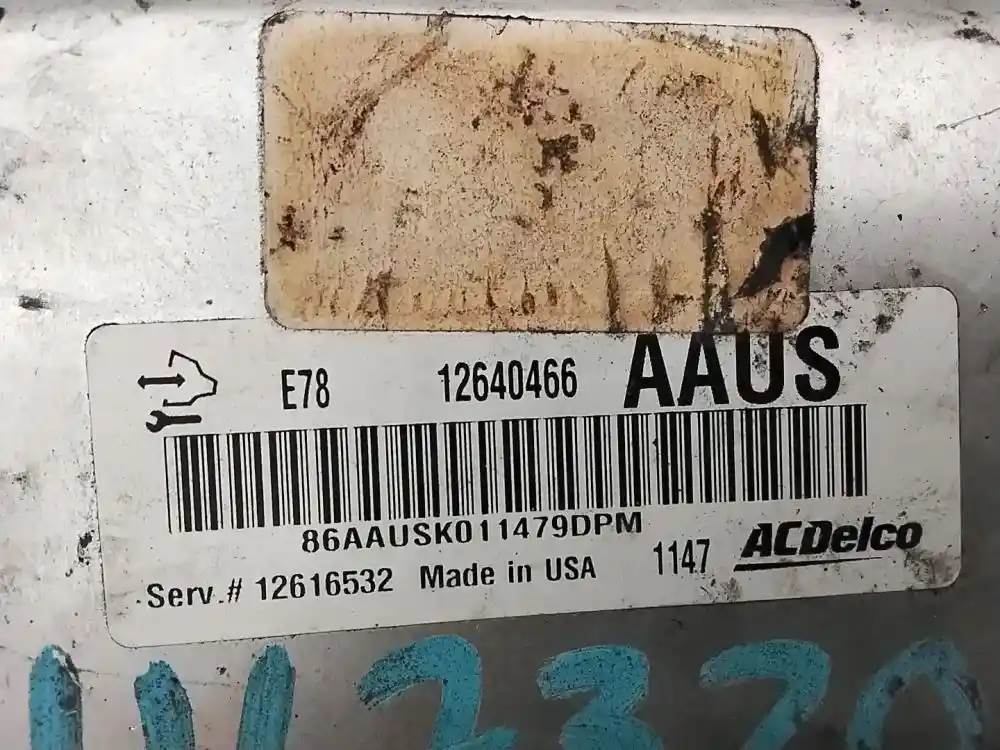 E78 12640466 AAUS
86AAUSK011479DPM
Serv.# 12616532 Made in USA 1147 ACDelco